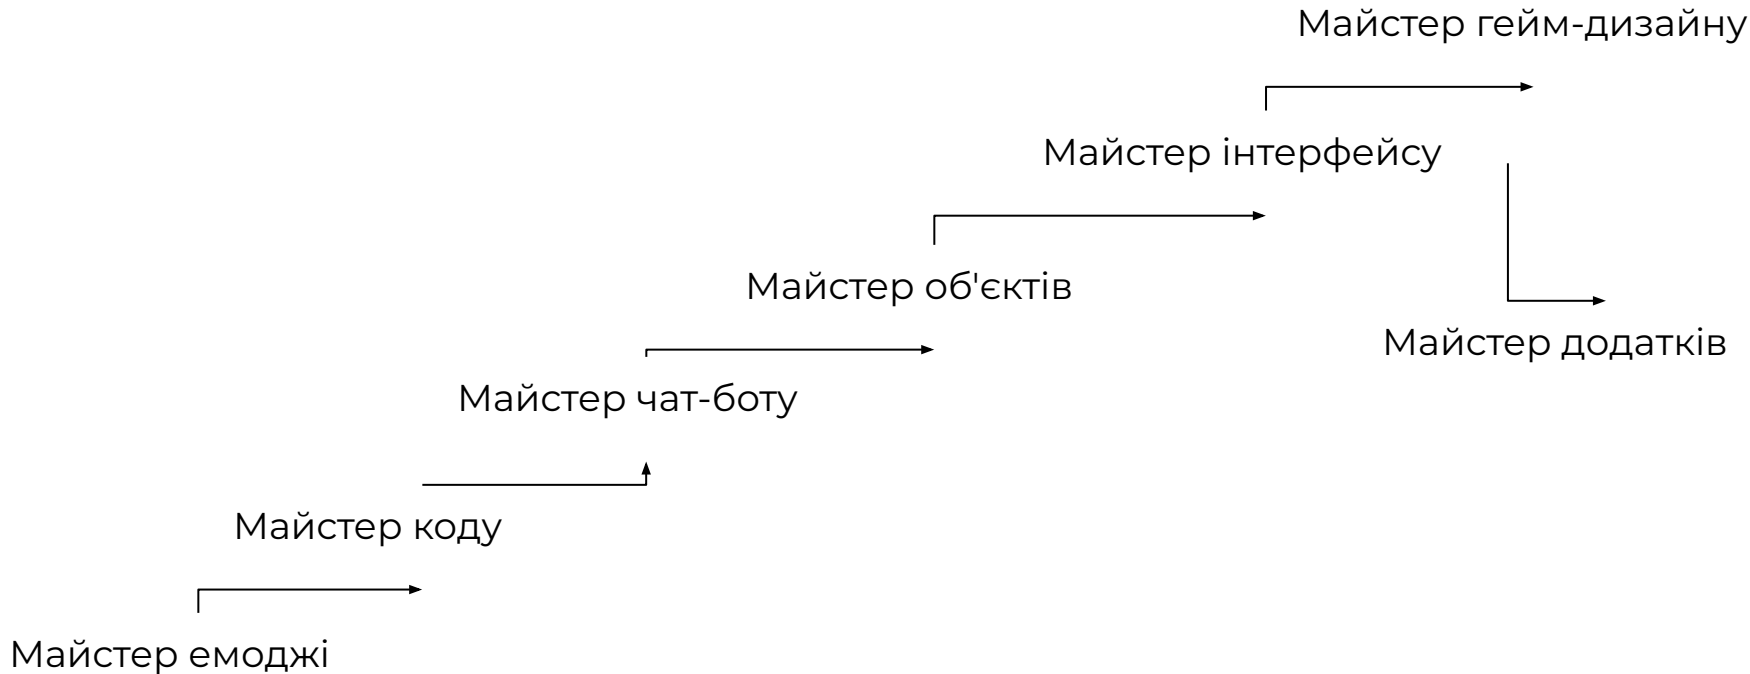 Майстер гейм-дизайну
Майстер інтерфейсу
Майстер об'єктів
Майстер додатків
Майстер чат-боту
Майстер коду
Майстер емоджі